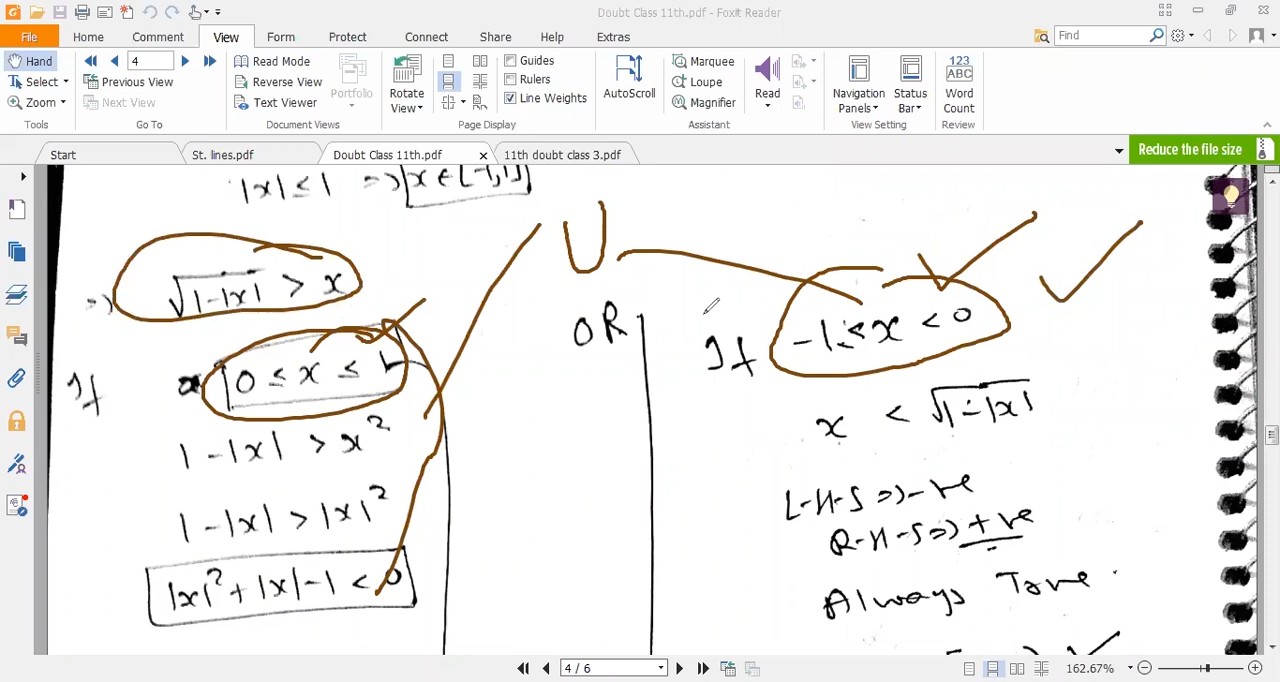 Doubt Class 11th.pdf - Foxit Reader
File Home Comment View Form Protect Connect Share Help Extras Find
Hand 4 Read Mode Guides Marquee
Select Previous View Reverse View Rulers Loupe
Zoom Next View Text Viewer Portfolio Rotate View Line Weights AutoScroll Magnifier Read Navigation Panels Status Bar Word Count
Tools Go To Document Views Page Display Assistant View Setting Review
Start St. lines.pdf Doubt Class 11th.pdf 11th doubt class 3.pdf Reduce the file size
|x| ≤ 1 => x ∈ [-1,1]
=> √1-|x| > x
U
If 0 ≤ x ≤ 1
1-|x| > x²
1-|x| > |x|²
|x|²+|x|-1 < 0
OR
If -1 ≤ x < 0
x < √1-|x|
L-H-S => -ve
R-H-S => +ve
Always True.
4 / 6 162.67%